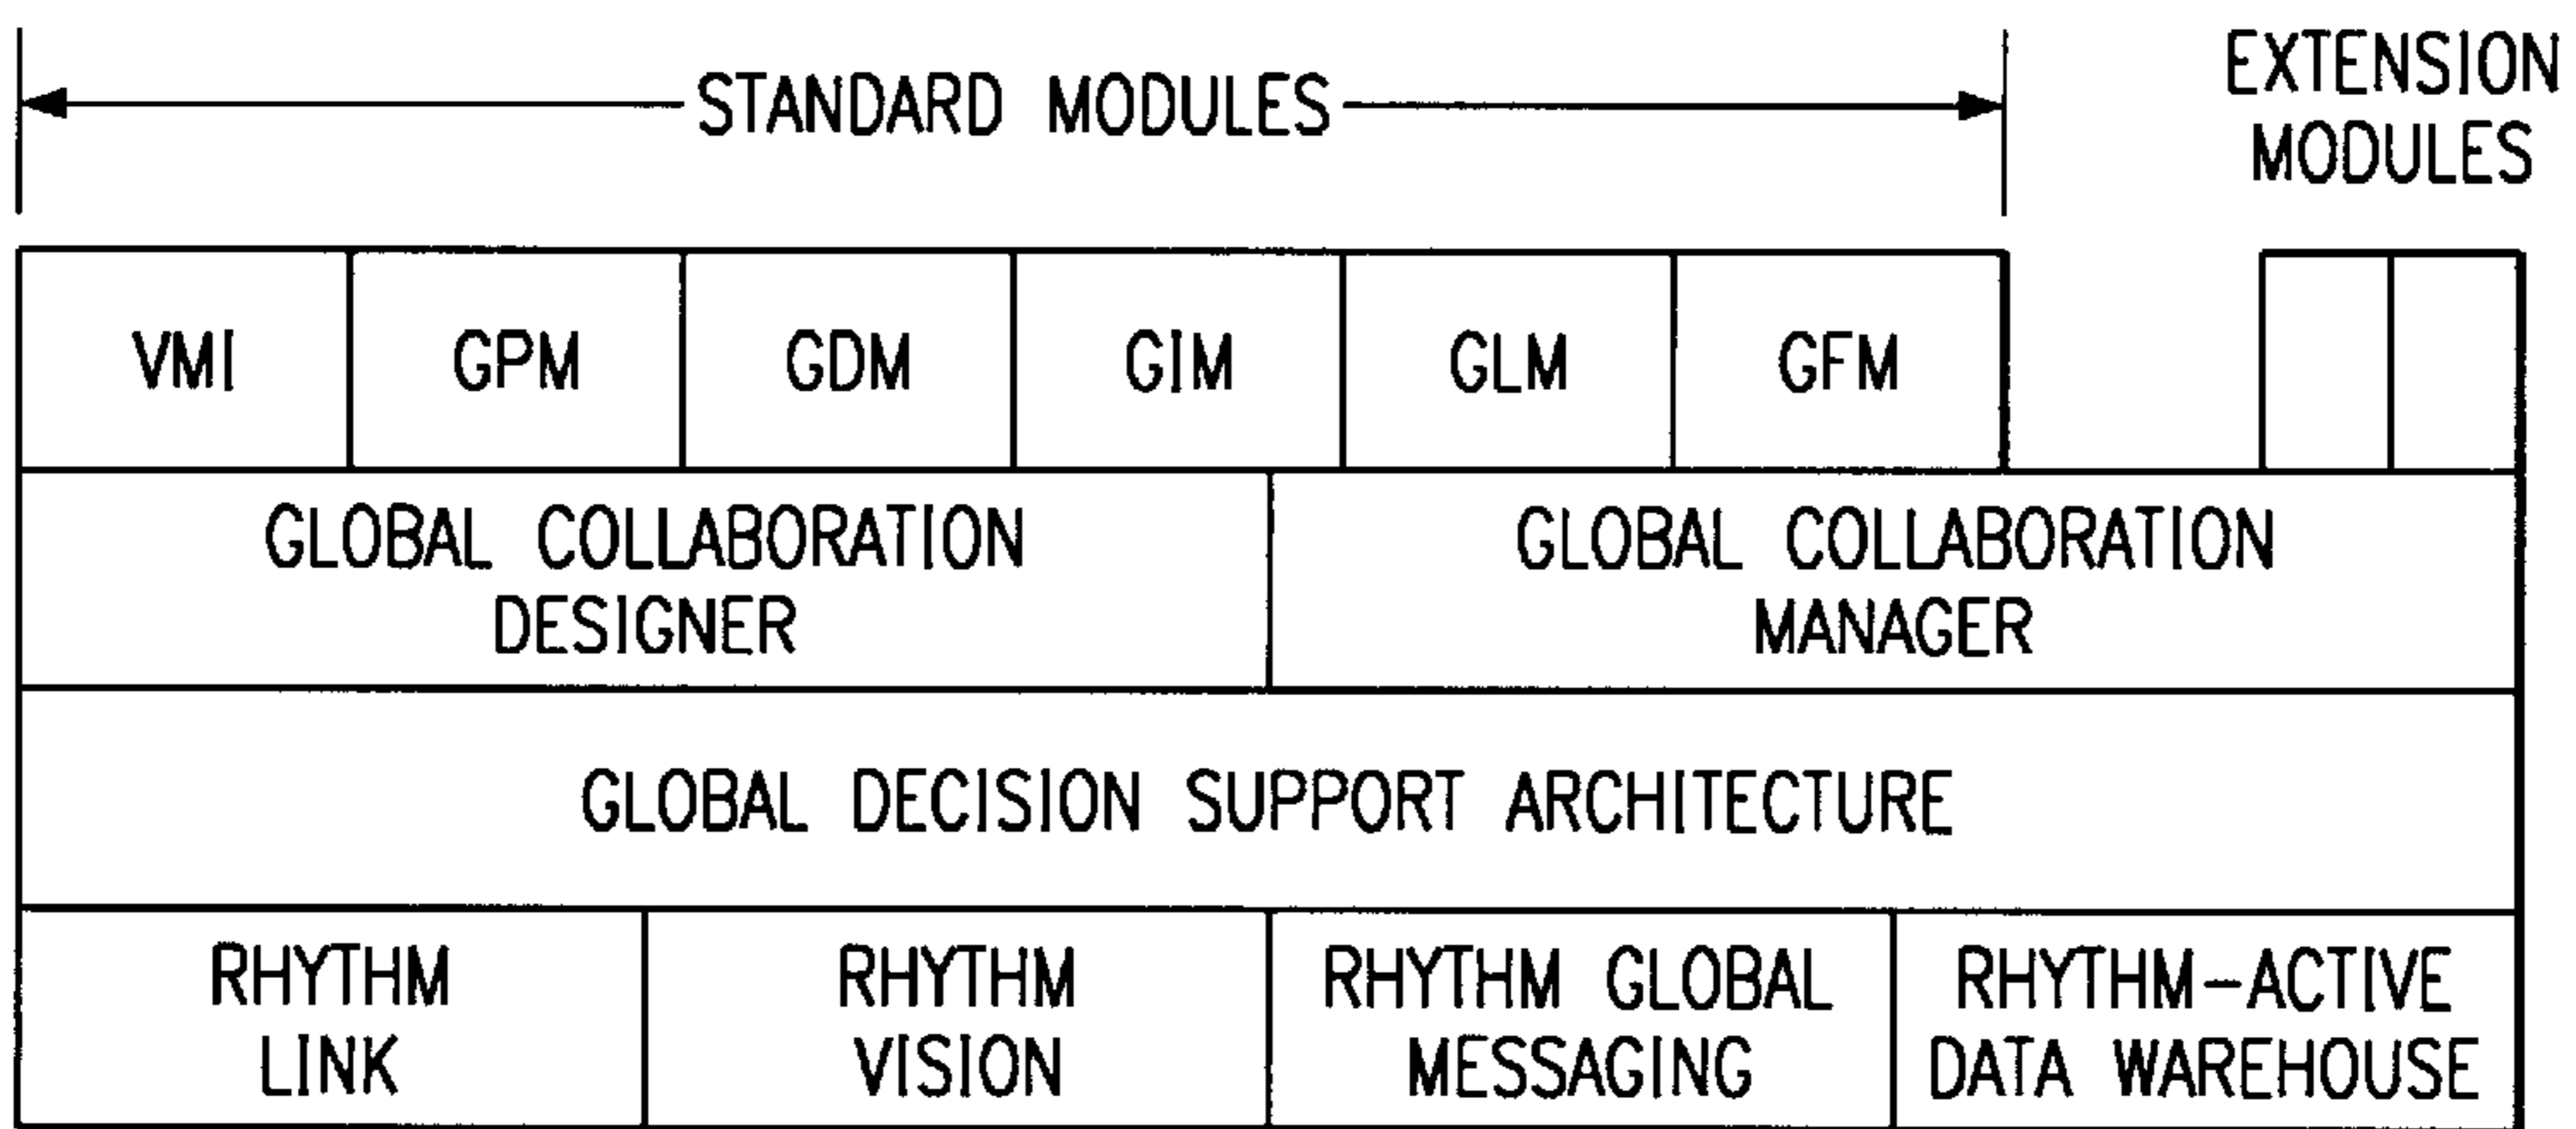 STANDARD MODULES
EXTENSION
MODULES
VMI GPM GDM GIM GLM GFM
GLOBAL COLLABORATION
DESIGNER
GLOBAL COLLABORATION
MANAGER
GLOBAL DECISION SUPPORT ARCHITECTURE
RHYTHM
LINK
RHYTHM
VISION
RHYTHM GLOBAL
MESSAGING
RHYTHM-ACTIVE
DATA WAREHOUSE